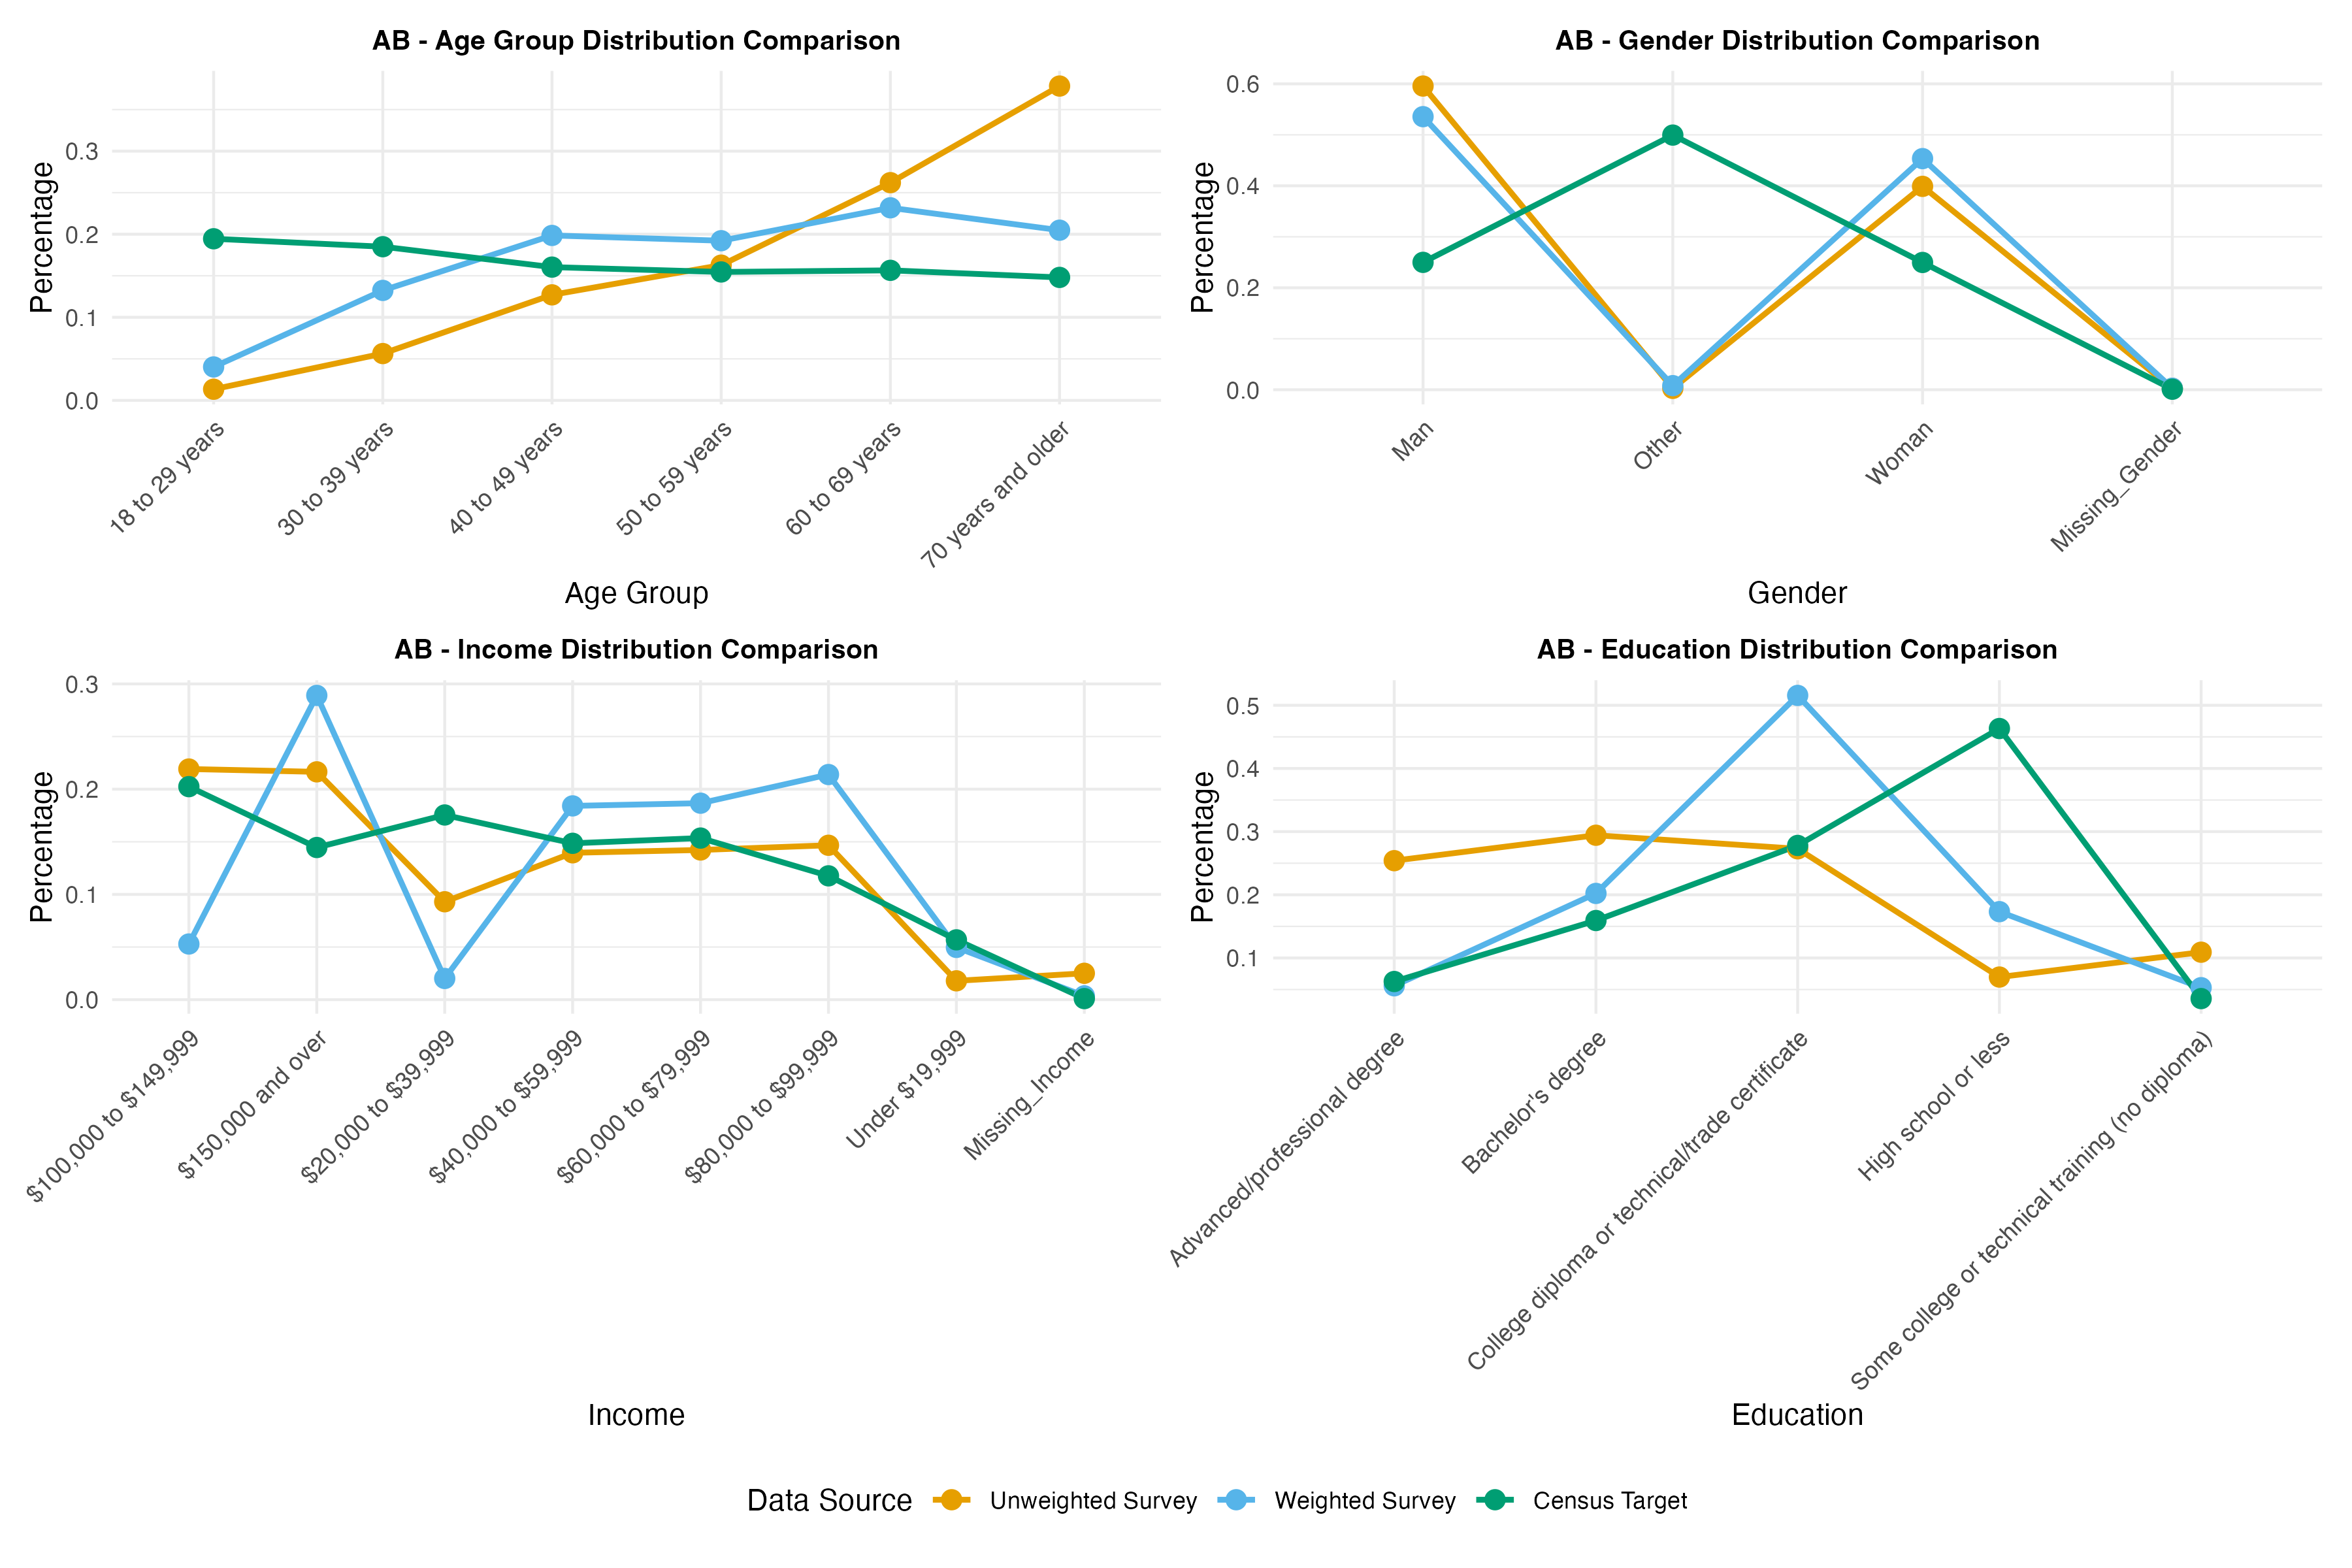 AB - Age Group Distribution Comparison
Percentage
0.3
0.2
0.1
0.0
18 to 29 years
30 to 39 years
40 to 49 years
50 to 59 years
60 to 69 years
70 years and older
Age Group
AB - Gender Distribution Comparison
Percentage
0.6
0.4
0.2
0.0
Man
Other
Woman
Missing_Gender
Gender
AB - Income Distribution Comparison
Percentage
0.3
0.2
0.1
0.0
$100,000 to $149,999
$150,000 and over
$20,000 to $39,999
$40,000 to $59,999
$60,000 to $79,999
$80,000 to $99,999
Under $19,999
Missing_Income
Income
AB - Education Distribution Comparison
Percentage
0.5
0.4
0.3
0.2
0.1
Advanced/professional degree
Bachelor's degree
College diploma or technical/trade certificate
High school or less
Some college or technical training (no diploma)
Education
Data Source Unweighted Survey Weighted Survey Census Target